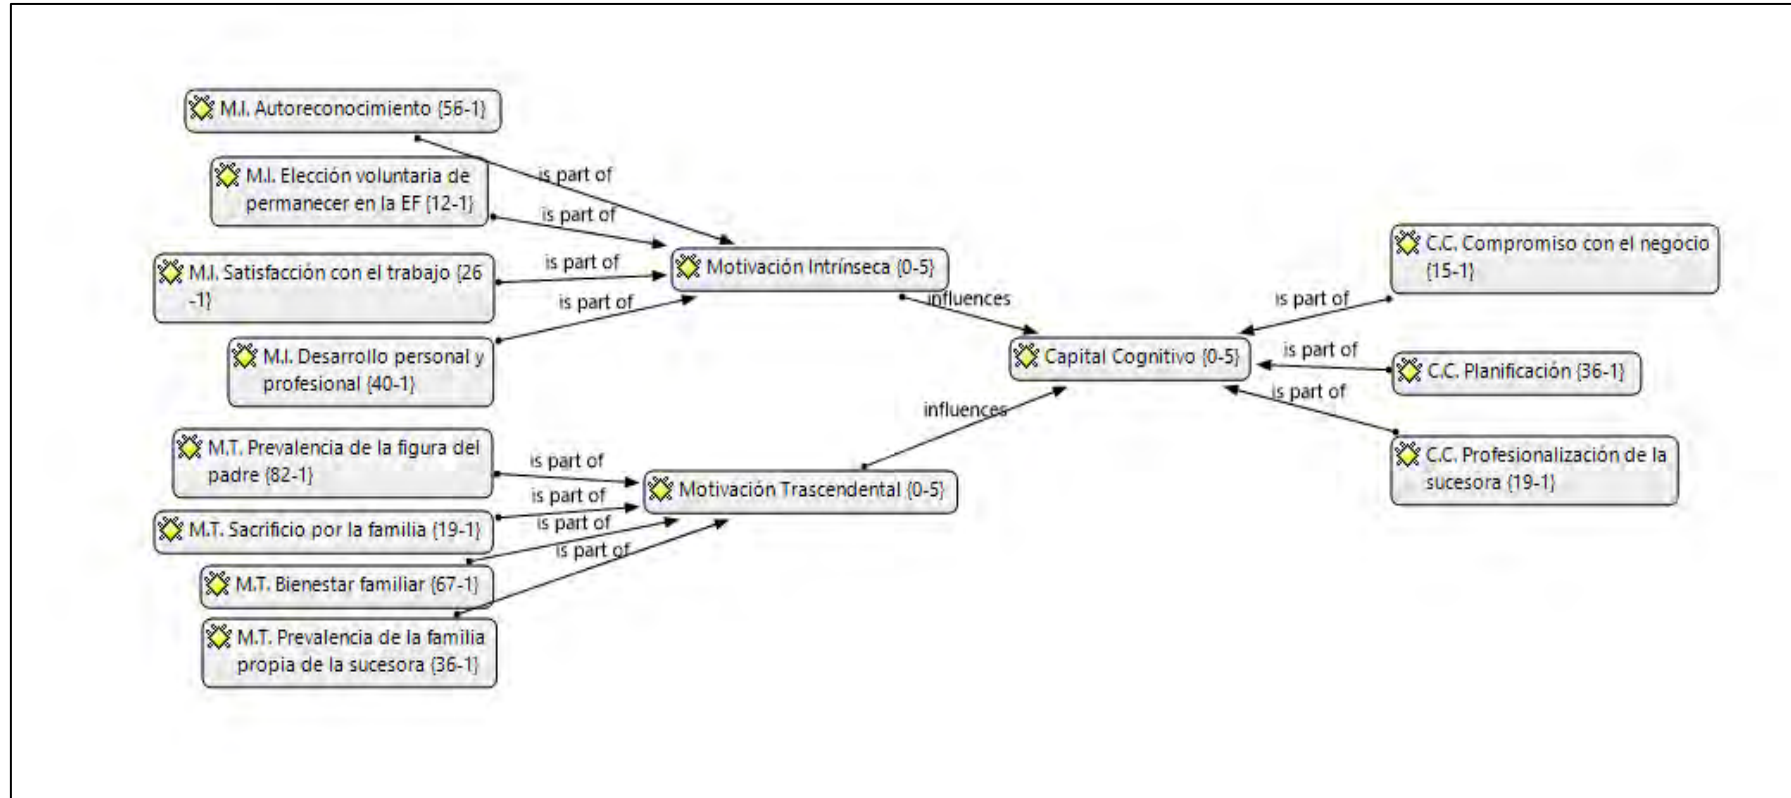 M.I. Autoreconocimiento {56-1}
is part of
M.I. Elección voluntaria de
permanecer en la EF {12-1}
is part of
M.I. Satisfacción con el trabajo {26
-1}
is part of
M.I. Desarrollo personal y
profesional {40-1}
is part of
Motivación Intrínseca {0-5}
influences
M.T. Prevalencia de la figura del
padre {82-1}
is part of
M.T. Sacrificio por la familia {19-1}
is part of
M.T. Bienestar familiar {67-1}
is part of
M.T. Prevalencia de la familia
propia de la sucesora {36-1}
is part of
Motivación Trascendental {0-5}
influences
Capital Cognitivo {0-5}
C.C. Compromiso con el negocio
{15-1}
is part of
C.C. Planificación {36-1}
is part of
C.C. Profesionalización de la
sucesora {19-1}
is part of